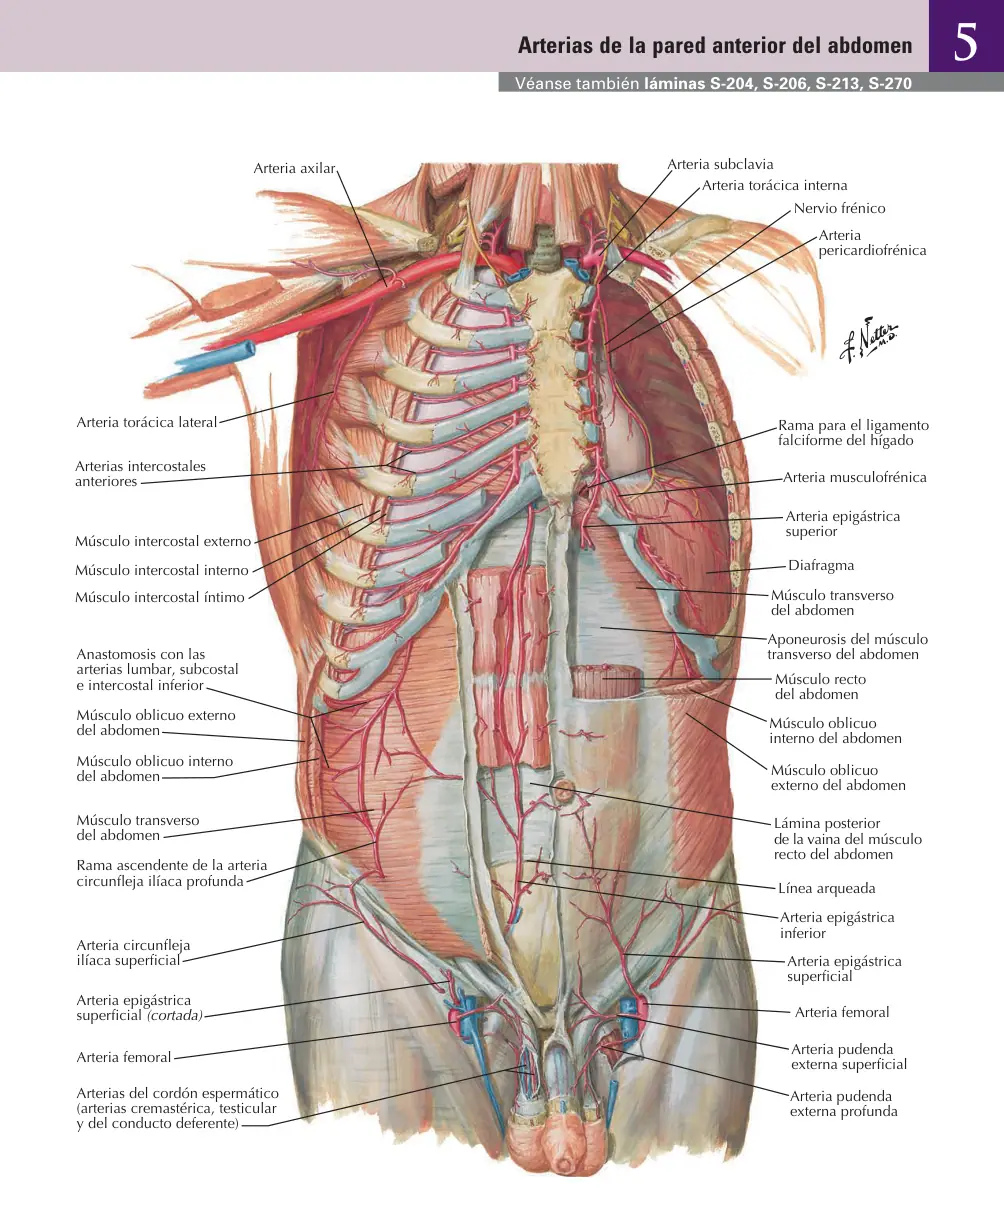 Arterias de la pared anterior del abdomen
5
Véanse también láminas S-204, S-206, S-213, S-270
Arteria axilar
Arteria torácica lateral
Arterias intercostales
anteriores
Músculo intercostal externo
Músculo intercostal interno
Músculo intercostal íntimo
Anastomosis con las
arterias lumbar, subcostal
e intercostal inferior
Músculo oblicuo externo
del abdomen
Músculo oblicuo interno
del abdomen
Músculo transverso
del abdomen
Rama ascendente de la arteria
circunfleja ilíaca profunda
Arteria circunfleja
ilíaca superficial
Arteria epigástrica
superficial (cortada)
Arteria femoral
Arterias del cordón espermático
(arterias cremastérica, testicular
y del conducto deferente)
Arteria subclavia
Arteria torácica interna
Nervio frénico
Arteria
pericardiofrénica
F. Netter
M.D.
Rama para el ligamento
falciforme del hígado
Arteria musculofrénica
Arteria epigástrica
superior
Diafragma
Músculo transverso
del abdomen
Aponeurosis del músculo
transverso del abdomen
Músculo recto
del abdomen
Músculo oblicuo
interno del abdomen
Músculo oblicuo
externo del abdomen
Lámina posterior
de la vaina del músculo
recto del abdomen
Línea arqueada
Arteria epigástrica
inferior
Arteria epigástrica
superficial
Arteria femoral
Arteria pudenda
externa superficial
Arteria pudenda
externa profunda